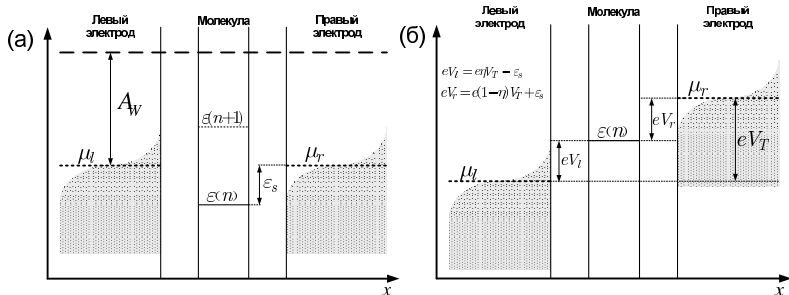 (а)
Левый
электрод
Молекула
Правый
электрод
A_W
ε(n+1)
μ_l
μ_r
ε(n)
ε_s
x
(б)
Левый
электрод
Молекула
Правый
электрод
eV_l = eηV_T − ε_s
eV_r = e(1−η)V_T + ε_s
μ_r
ε(n)
eV_r
eV_T
eV_l
μ_l
x